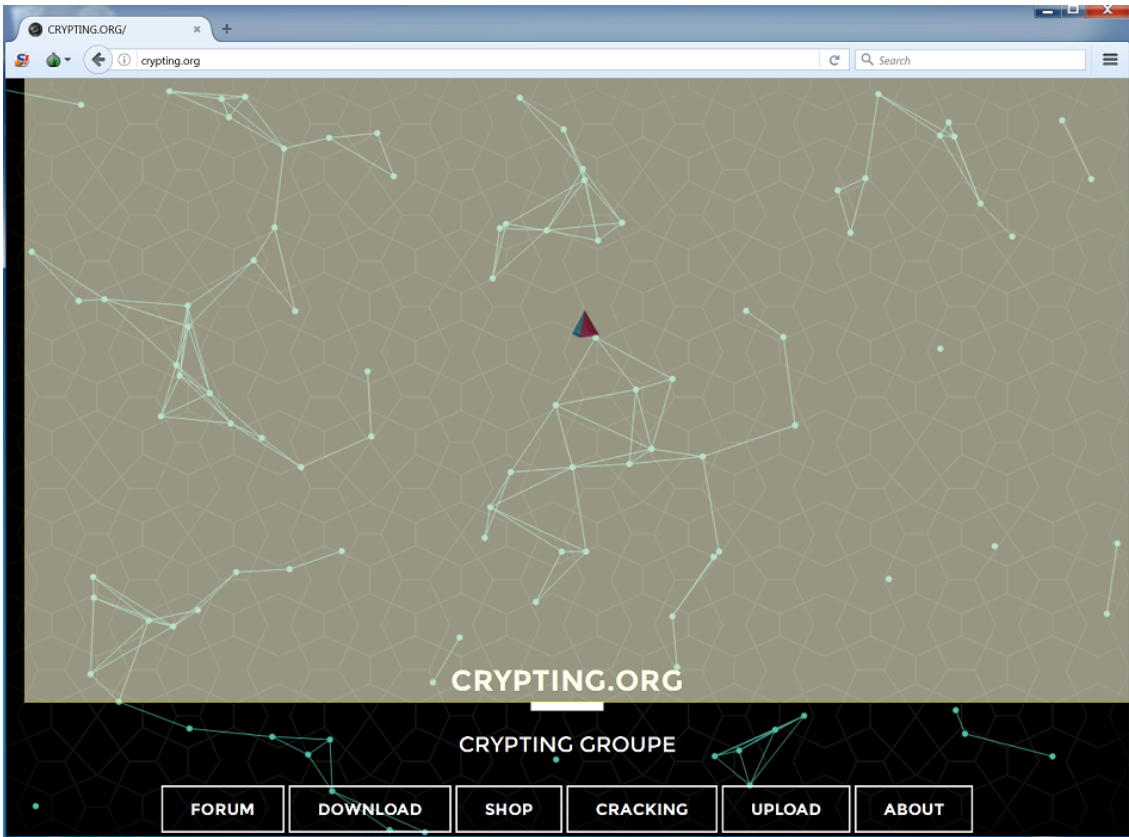 CRYPTING.ORG/
crypting.org
Search
CRYPTING.ORG
CRYPTING GROUPE
FORUM DOWNLOAD SHOP CRACKING UPLOAD ABOUT